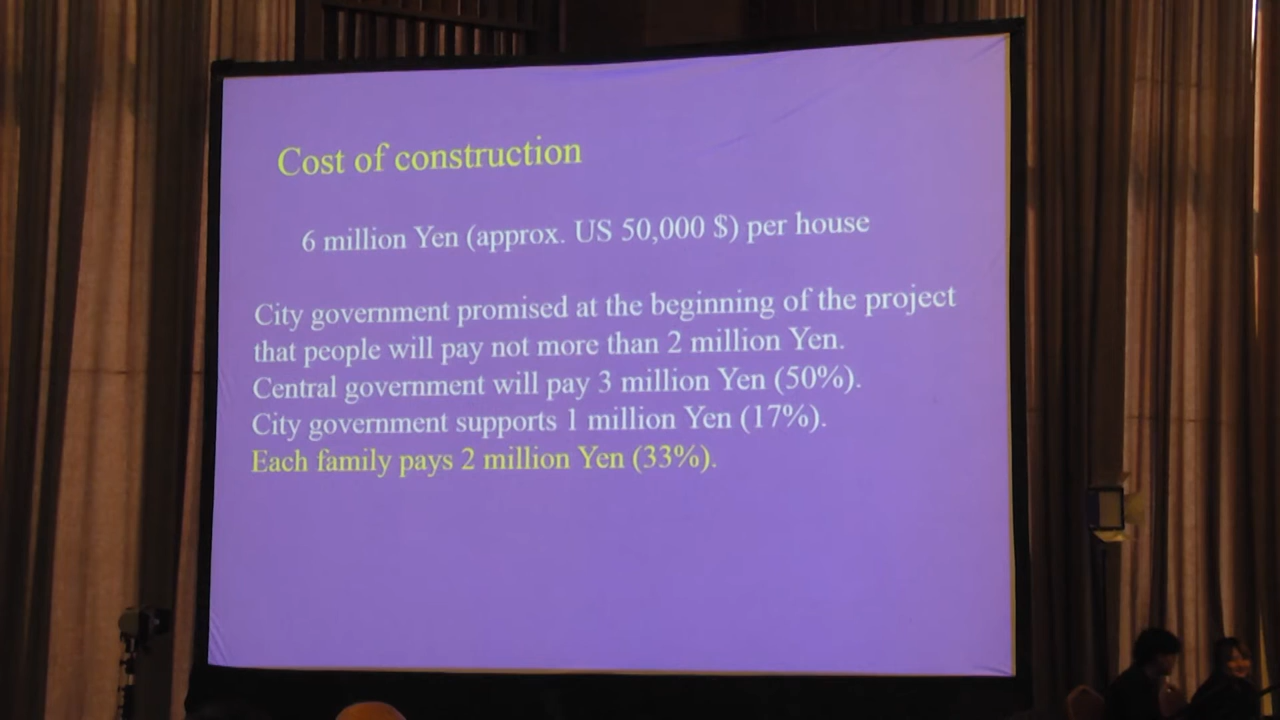 Cost of construction
6 million Yen (approx. US 50,000 $) per house
City government promised at the beginning of the project
that people will pay not more than 2 million Yen.
Central government will pay 3 million Yen (50%).
City government supports 1 million Yen (17%).
Each family pays 2 million Yen (33%).